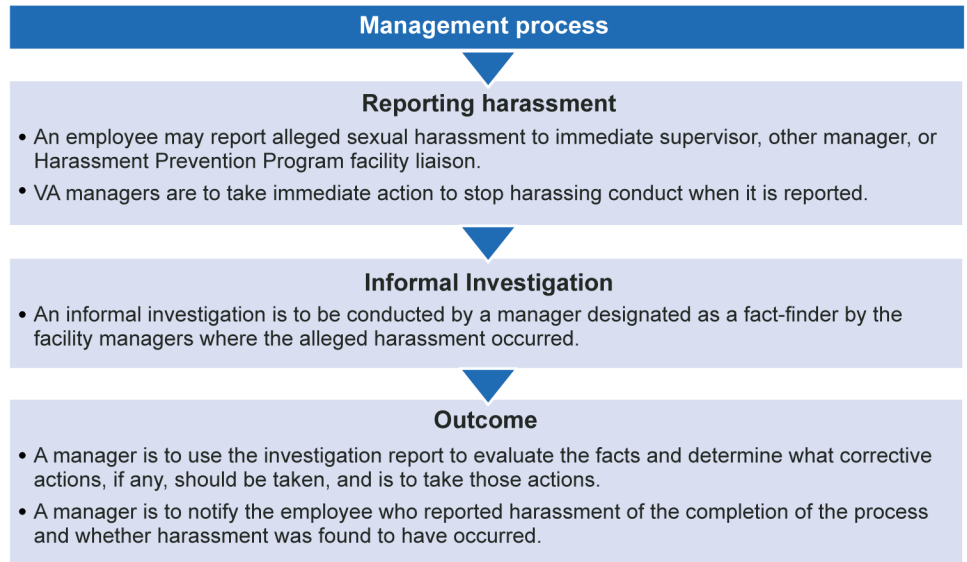 Management process
Reporting harassment
• An employee may report alleged sexual harassment to immediate supervisor, other manager, or
Harassment Prevention Program facility liaison.
• VA managers are to take immediate action to stop harassing conduct when it is reported.
Informal Investigation
• An informal investigation is to be conducted by a manager designated as a fact-finder by the
facility managers where the alleged harassment occurred.
Outcome
• A manager is to use the investigation report to evaluate the facts and determine what corrective
actions, if any, should be taken, and is to take those actions.
• A manager is to notify the employee who reported harassment of the completion of the process
and whether harassment was found to have occurred.